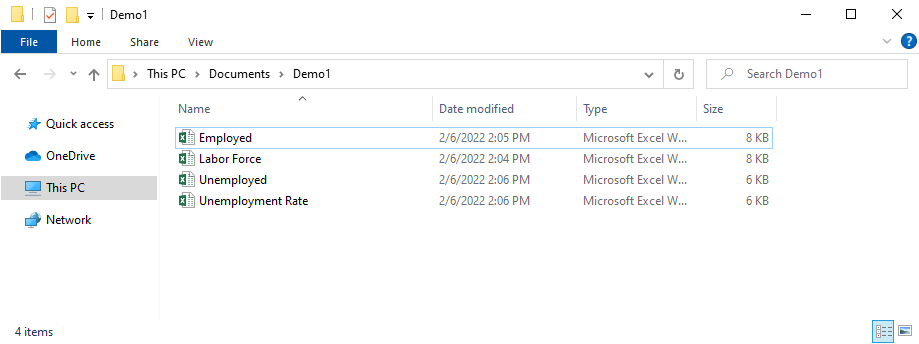 Demo1
File Home Share View
This PC Documents Demo1 Search Demo1
Name Date modified Type Size
Quick access
OneDrive
This PC
Network
Employed 2/6/2022 2:05 PM Microsoft Excel W... 8 KB
Labor Force 2/6/2022 2:04 PM Microsoft Excel W... 8 KB
Unemployed 2/6/2022 2:06 PM Microsoft Excel W... 6 KB
Unemployment Rate 2/6/2022 2:06 PM Microsoft Excel W... 6 KB
4 items